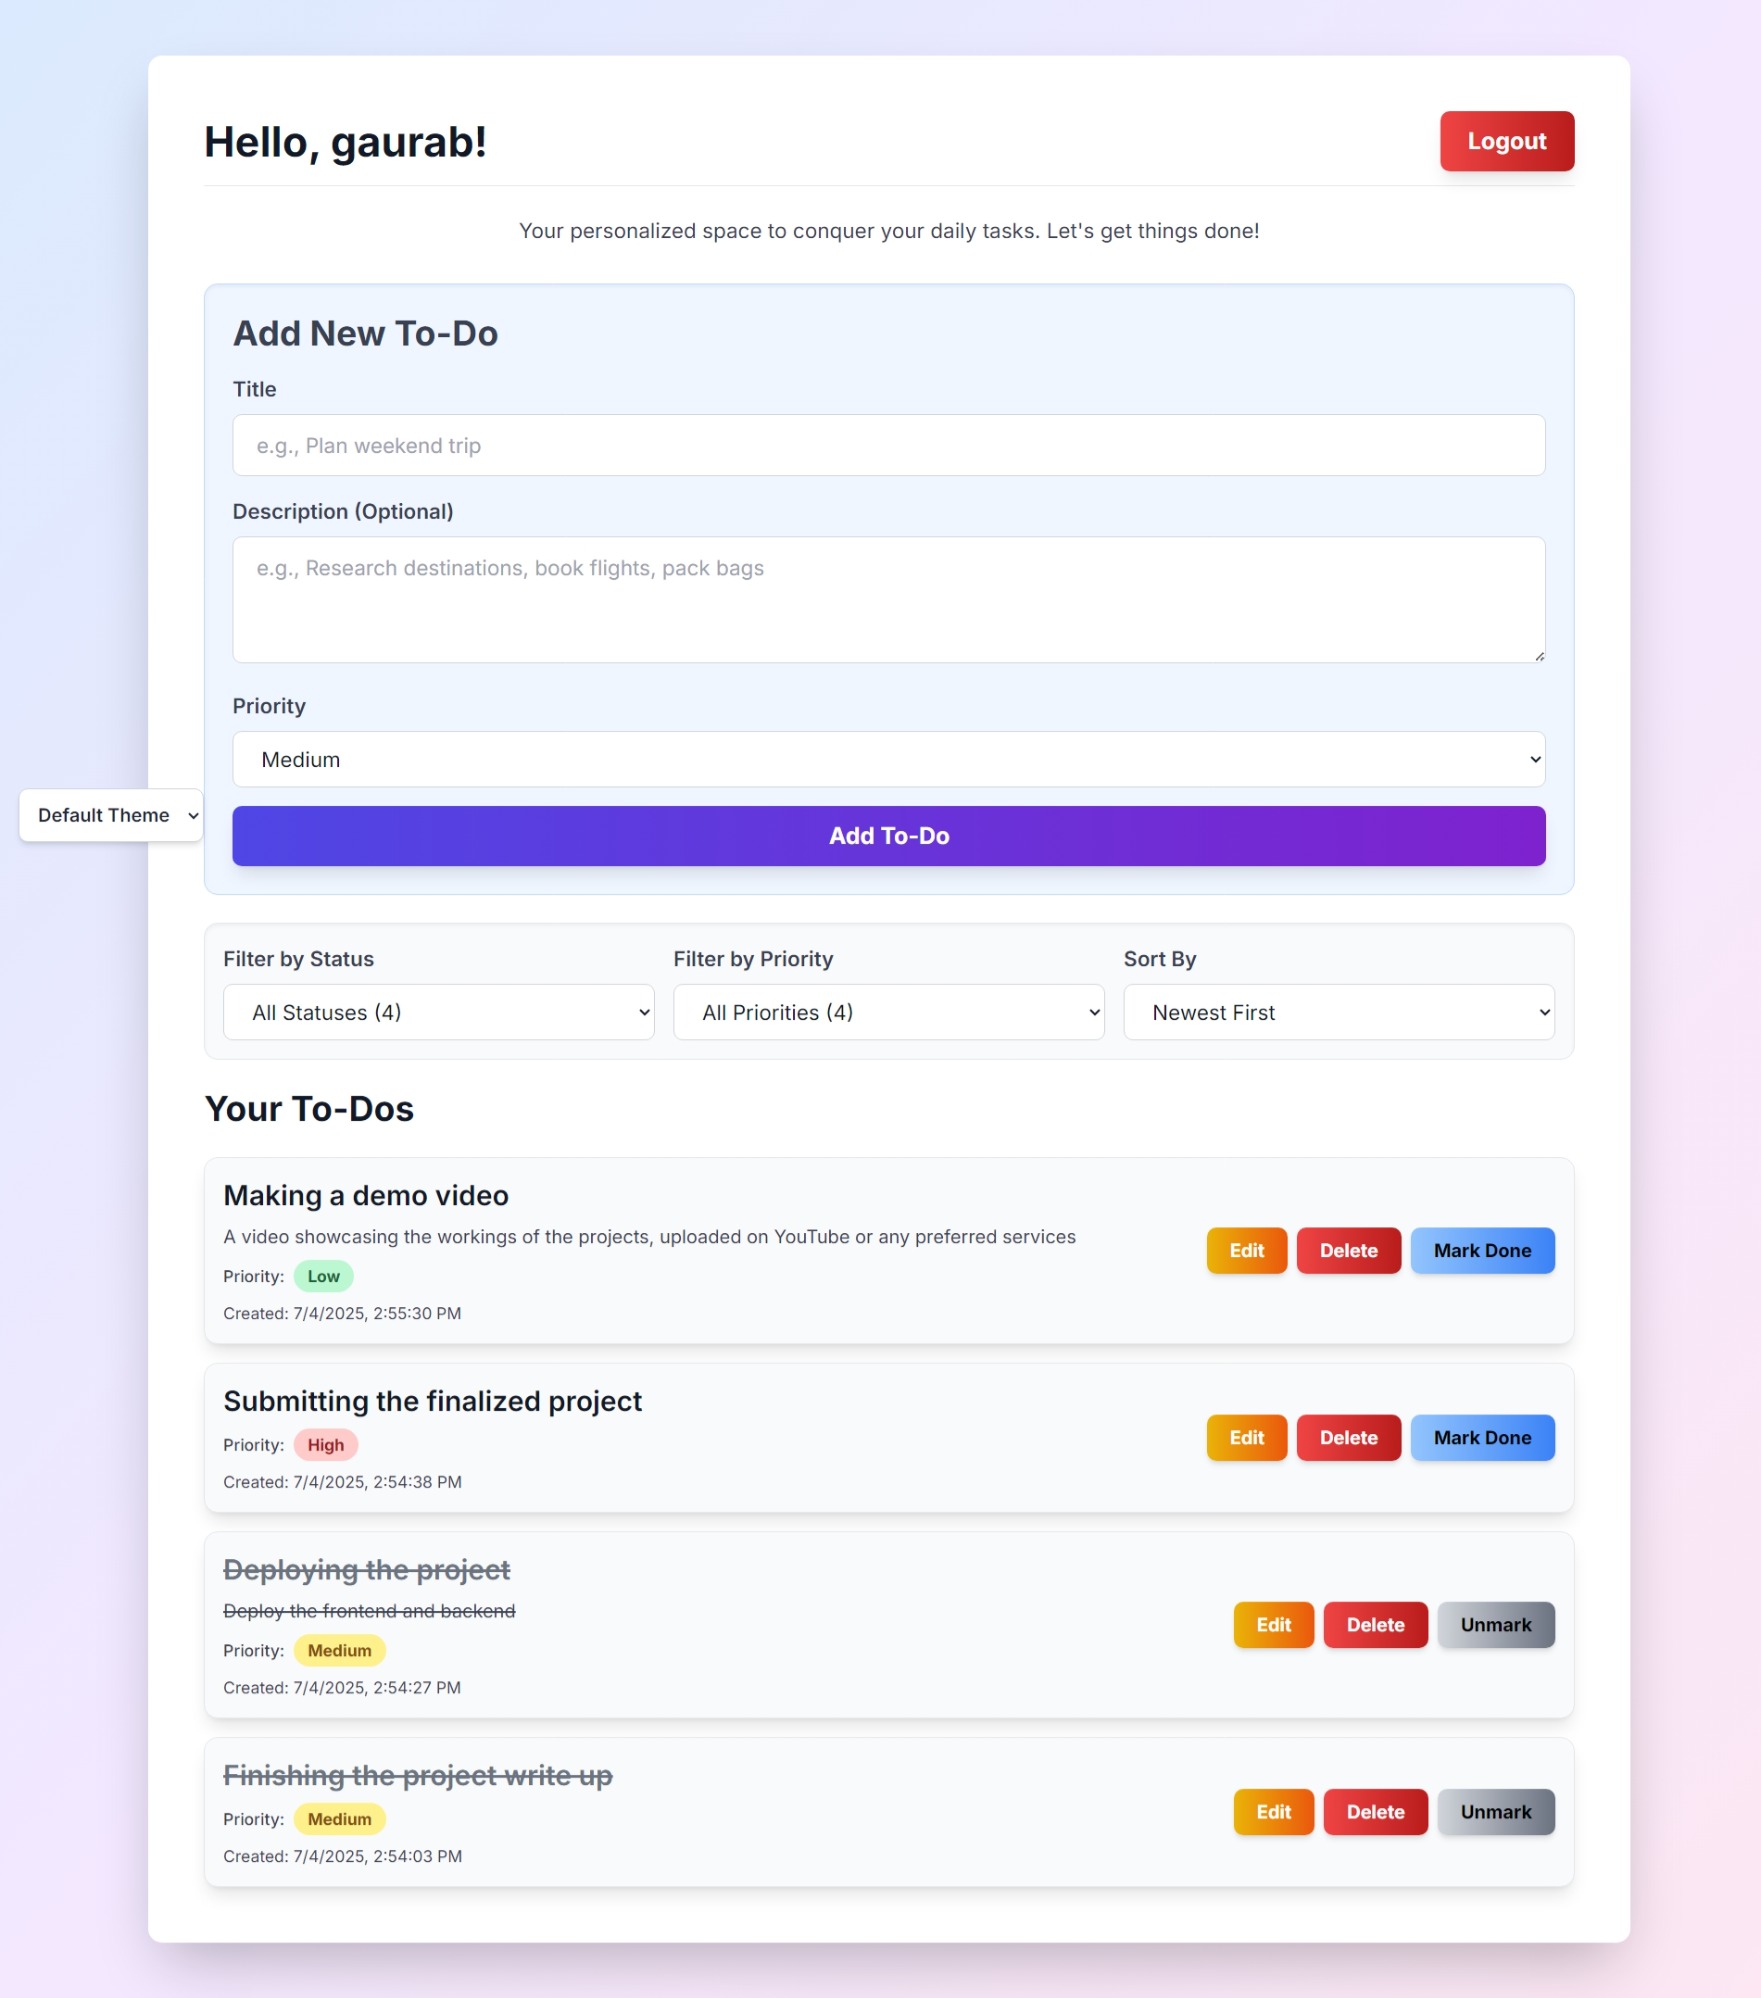 Hello, gaurab!
Logout
Your personalized space to conquer your daily tasks. Let's get things done!
Add New To-Do
Title
e.g., Plan weekend trip
Description (Optional)
e.g., Research destinations, book flights, pack bags
Priority
Medium
Default Theme
Add To-Do
Filter by Status
Filter by Priority
Sort By
All Statuses (4)
All Priorities (4)
Newest First
Your To-Dos
Making a demo video
A video showcasing the workings of the projects, uploaded on YouTube or any preferred services
Priority: Low
Created: 7/4/2025, 2:55:30 PM
Edit
Delete
Mark Done
Submitting the finalized project
Priority: High
Created: 7/4/2025, 2:54:38 PM
Edit
Delete
Mark Done
Deploying the project
Deploy the frontend and backend
Priority: Medium
Created: 7/4/2025, 2:54:27 PM
Edit
Delete
Unmark
Finishing the project write up
Priority: Medium
Created: 7/4/2025, 2:54:03 PM
Edit
Delete
Unmark